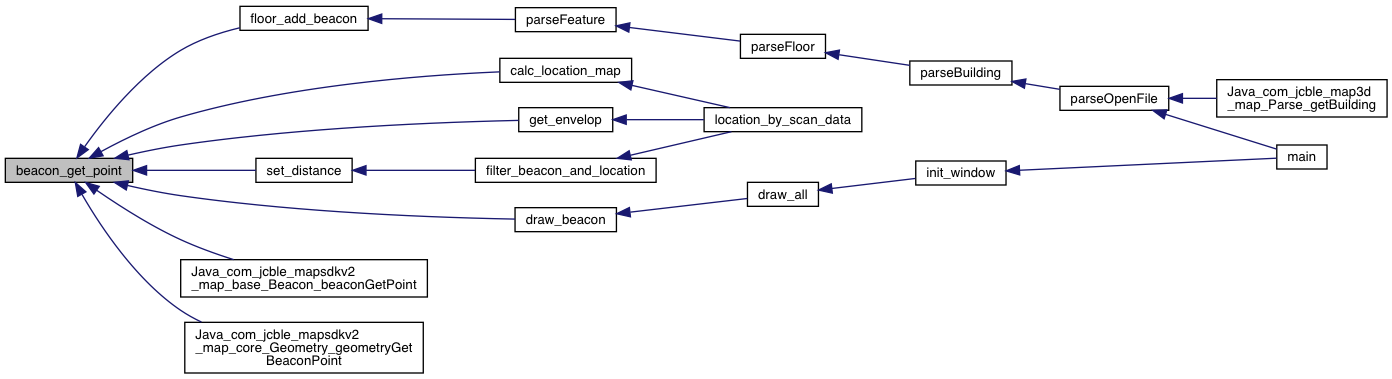 floor_add_beacon
parseFeature
parseFloor
calc_location_map
parseBuilding
parseOpenFile
Java_com_jcble_map3d
_map_Parse_getBuilding
get_envelop
location_by_scan_data
main
beacon_get_point
set_distance
filter_beacon_and_location
init_window
draw_all
draw_beacon
Java_com_jcble_mapsdkv2
_map_base_Beacon_beaconGetPoint
Java_com_jcble_mapsdkv2
_map_core_Geometry_geometryGet
BeaconPoint